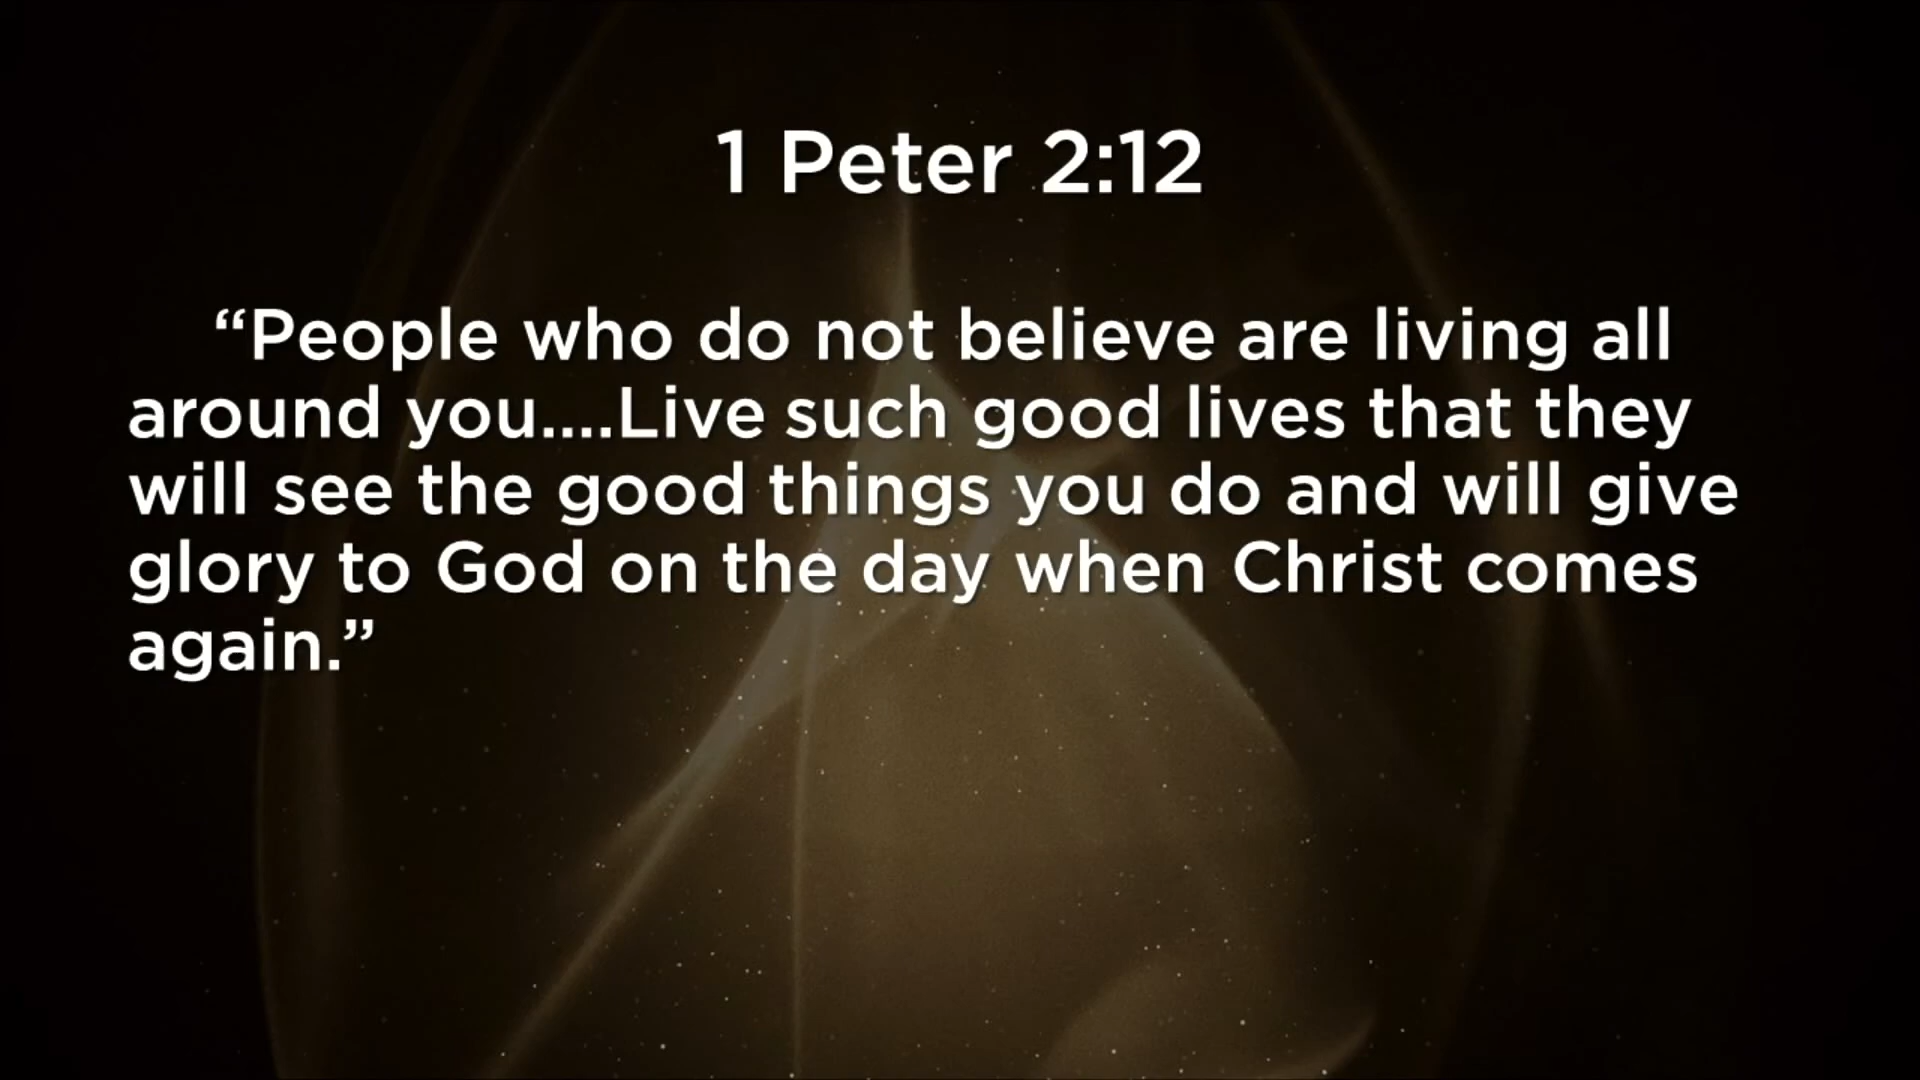 1 Peter 2:12
“People who do not believe are living all
around you....Live such good lives that they
will see the good things you do and will give
glory to God on the day when Christ comes
again.”